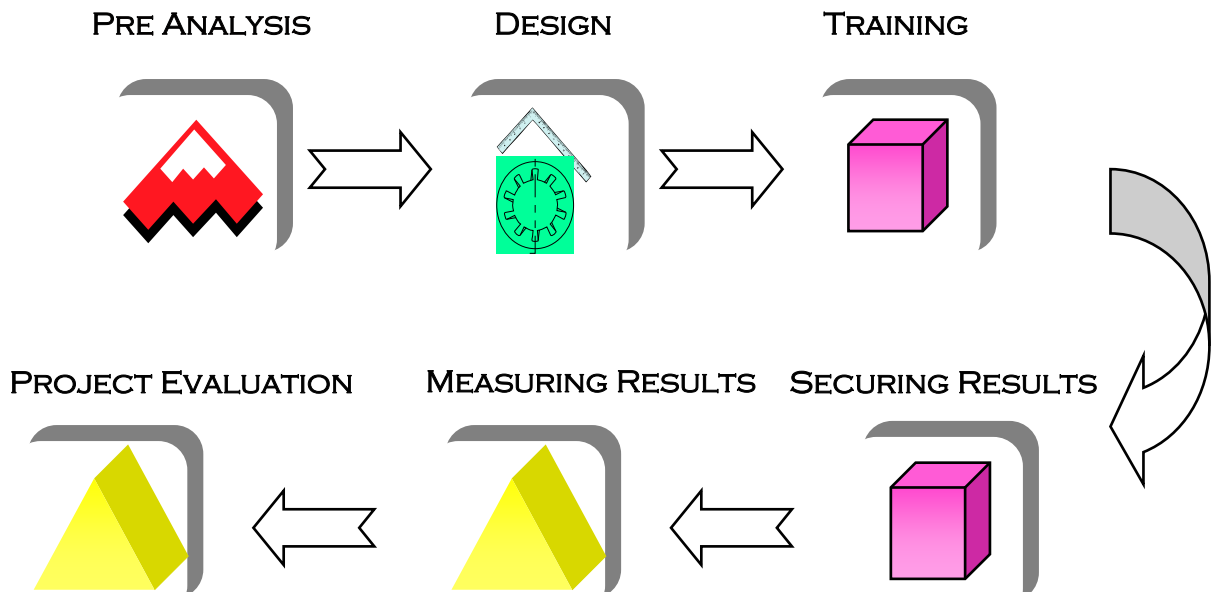 Pre Analysis
Design
Training
Project Evaluation
Measuring Results
Securing Results